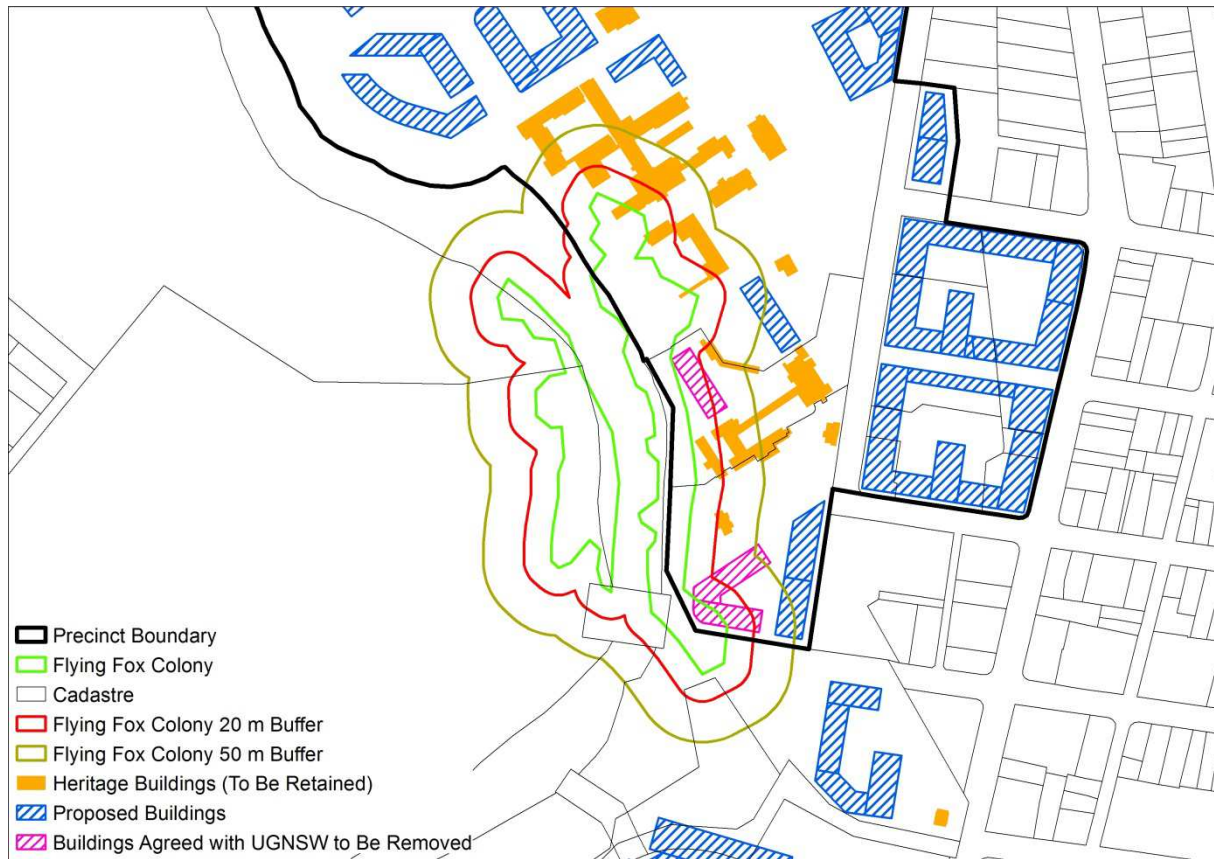 Precinct Boundary
Flying Fox Colony
Cadastre
Flying Fox Colony 20 m Buffer
Flying Fox Colony 50 m Buffer
Heritage Buildings (To Be Retained)
Proposed Buildings
Buildings Agreed with UGNSW to Be Removed